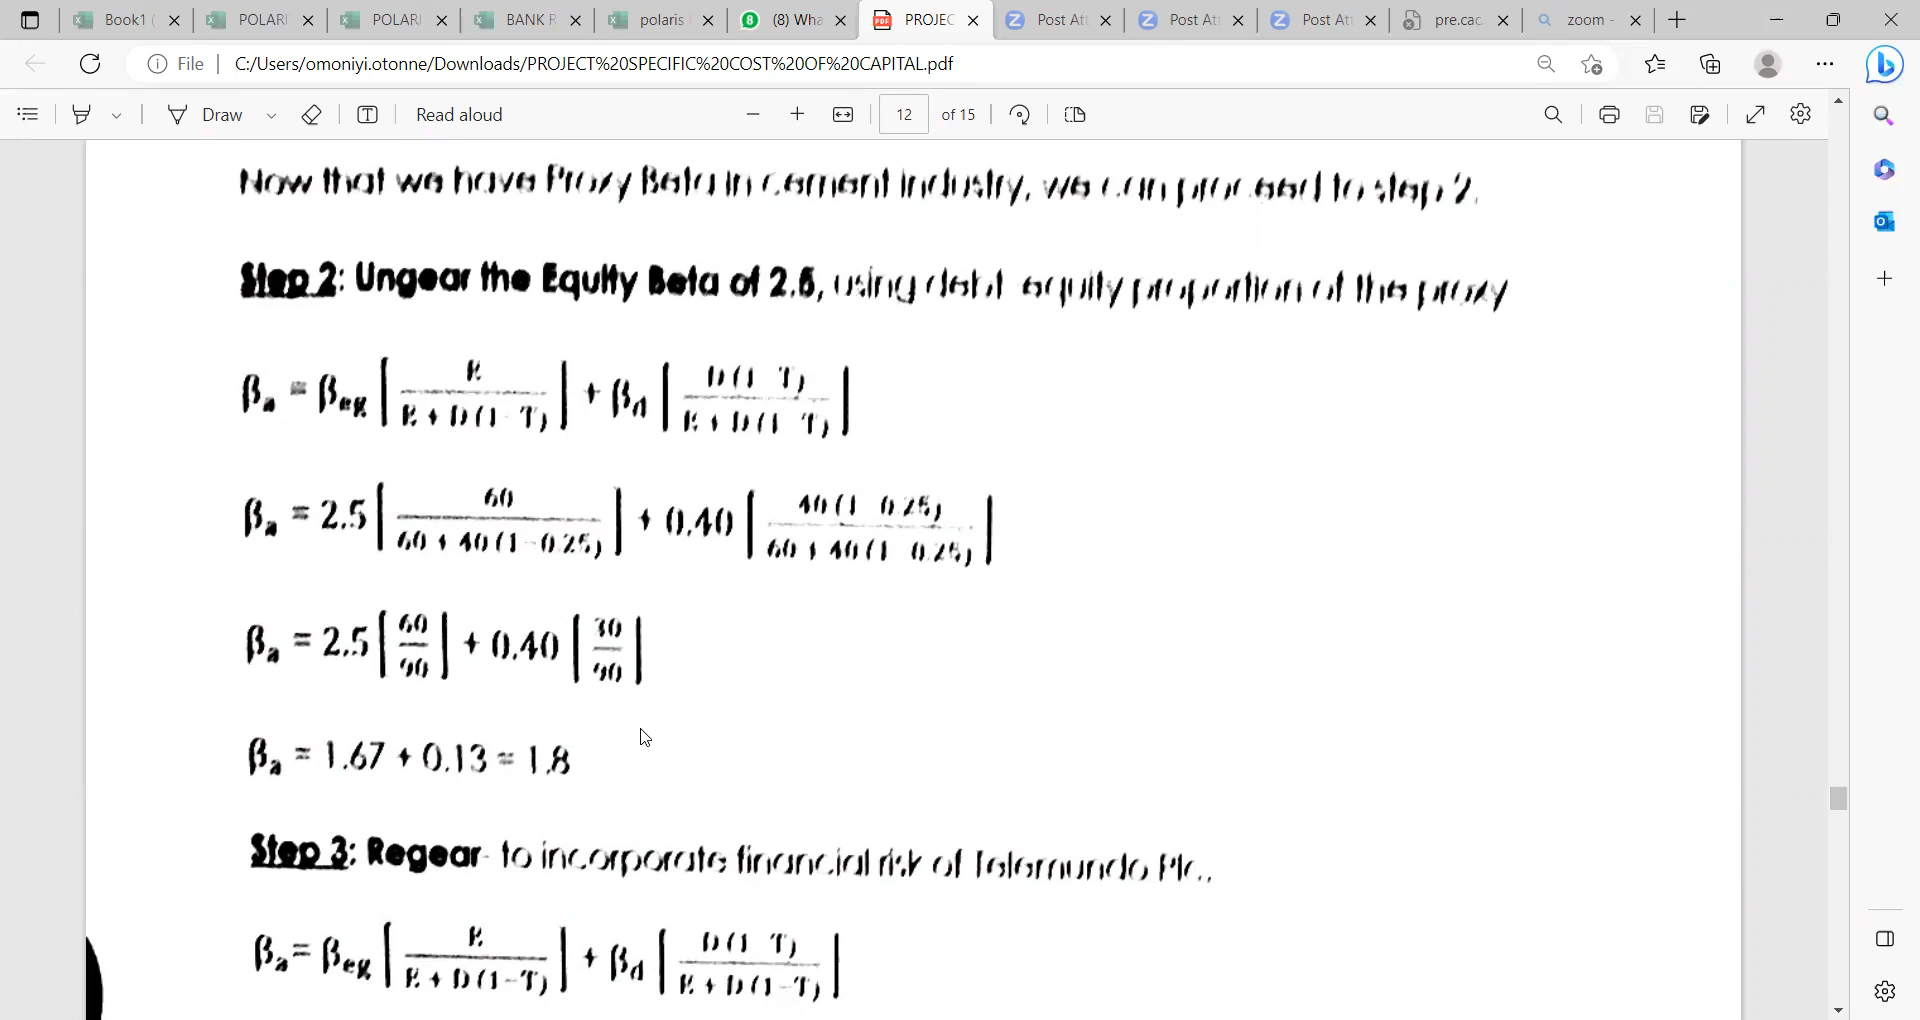 Book1 (
POLARI
POLARI
BANK R
polaris
(8) Wha
PROJEC
Post Att
Post Att
Post Att
pre.cac.
zoom -
File
C:/Users/omoniyi.otonne/Downloads/PROJECT%20SPECIFIC%20COST%20OF%20CAPITAL.pdf
Draw
Read aloud
12 of 15
Now that we have Proxy Beta in cement industry, we can proceed to step 2.
Step 2: Ungear the Equity Beta of 2.5, using debt equity proportion of the proxy
βa = βeg [E / E + D (1 - T)] + βd [D (1 - T) / E + D (1 - T)]
βa = 2.5 [60 / 60 + 40 (1 - 0.25)] + 0.40 [40 (1 - 0.25) / 60 + 40 (1 - 0.25)]
βa = 2.5 [60 / 90] + 0.40 [30 / 90]
βa = 1.67 + 0.13 = 1.8
Step 3: Regear - to incorporate financial risk of Telemundo Plc..
βa = βeg [E / E + D (1 - T)] + βd [D (1 - T) / E + D (1 - T)]